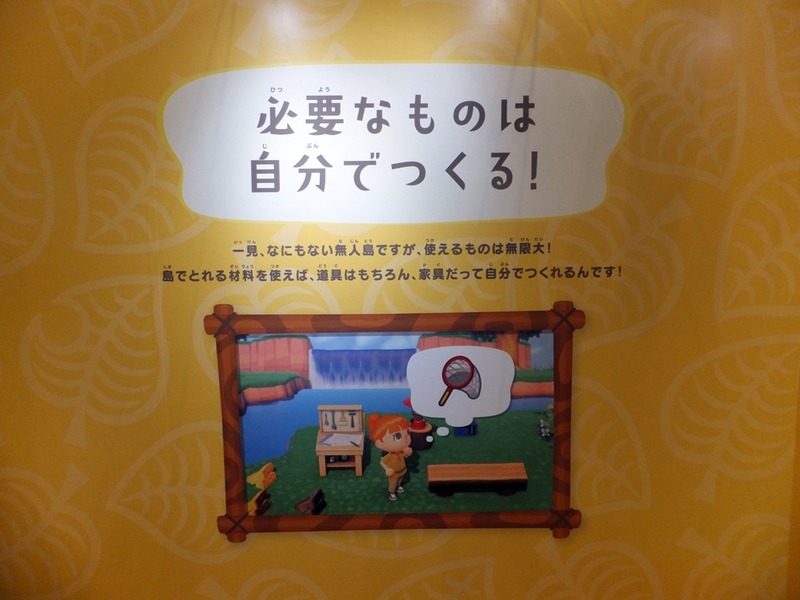 必要なものは
自分でつくる!
一見、なにもない無人島ですが、使えるものは無限大!
島でとれる材料を使えば、道具はもちろん、家具だって自分でつくれるんです!